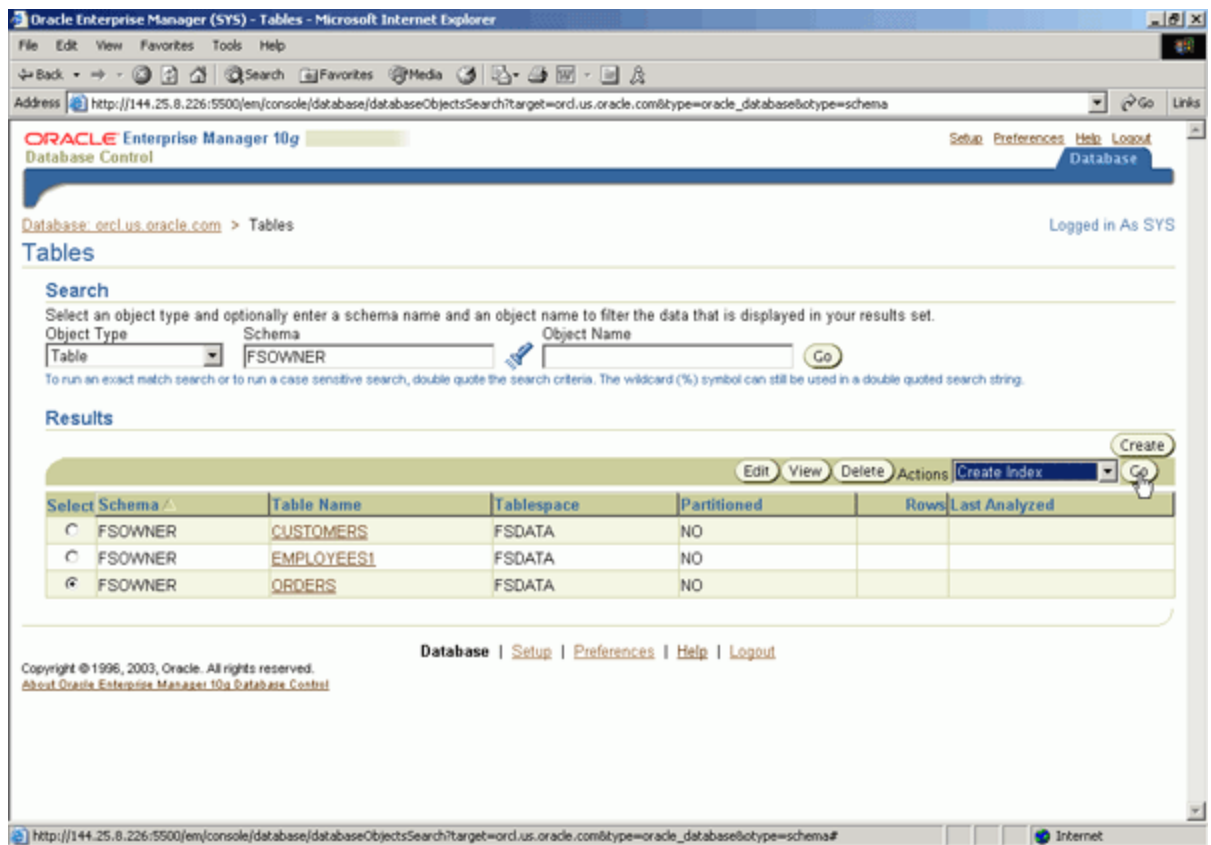 Oracle Enterprise Manager (SYS) - Tables - Microsoft Internet Explorer
File Edit View Favorites Tools Help
Back Search Favorites Media
Address http://144.25.8.226:5500/em/console/database/databaseObjectsSearch?target=orcl.us.oracle.com&type=oracle_database&otype=schema Go Links
ORACLE Enterprise Manager 10g
Database Control
Setup Preferences Help Logout
Database
Database: orcl.us.oracle.com > Tables
Logged in As SYS
Tables
Search
Select an object type and optionally enter a schema name and an object name to filter the data that is displayed in your results set.
Object Type Schema Object Name
Table FSOWNER Go
To run an exact match search or to run a case sensitive search, double quote the search criteria. The wildcard (%) symbol can still be used in a double quoted search string.
Results
Create
Edit View Delete Actions Create Index Go
Select Schema Table Name Tablespace Partitioned Rows Last Analyzed
FSOWNER CUSTOMERS FSDATA NO
FSOWNER EMPLOYEES1 FSDATA NO
FSOWNER ORDERS FSDATA NO
Database | Setup | Preferences | Help | Logout
Copyright © 1996, 2003, Oracle. All rights reserved.
About Oracle Enterprise Manager 10g Database Control
http://144.25.8.226:5500/em/console/database/databaseObjectsSearch?target=orcl.us.oracle.com&type=oracle_database&otype=schema# Internet